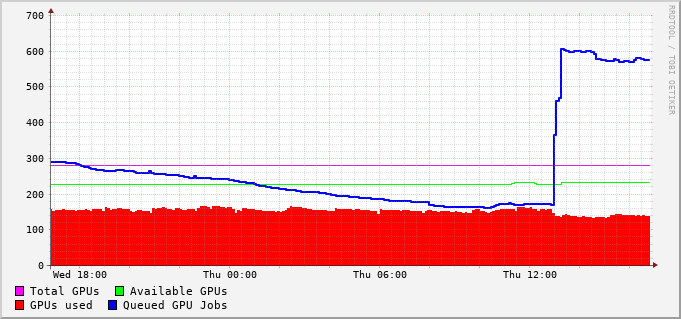 700
600
500
400
300
200
100
0
Wed 18:00 Thu 00:00 Thu 06:00 Thu 12:00
Total GPUs Available GPUs
GPUs used Queued GPU Jobs
RRDTOOL / TOBI OETIKER